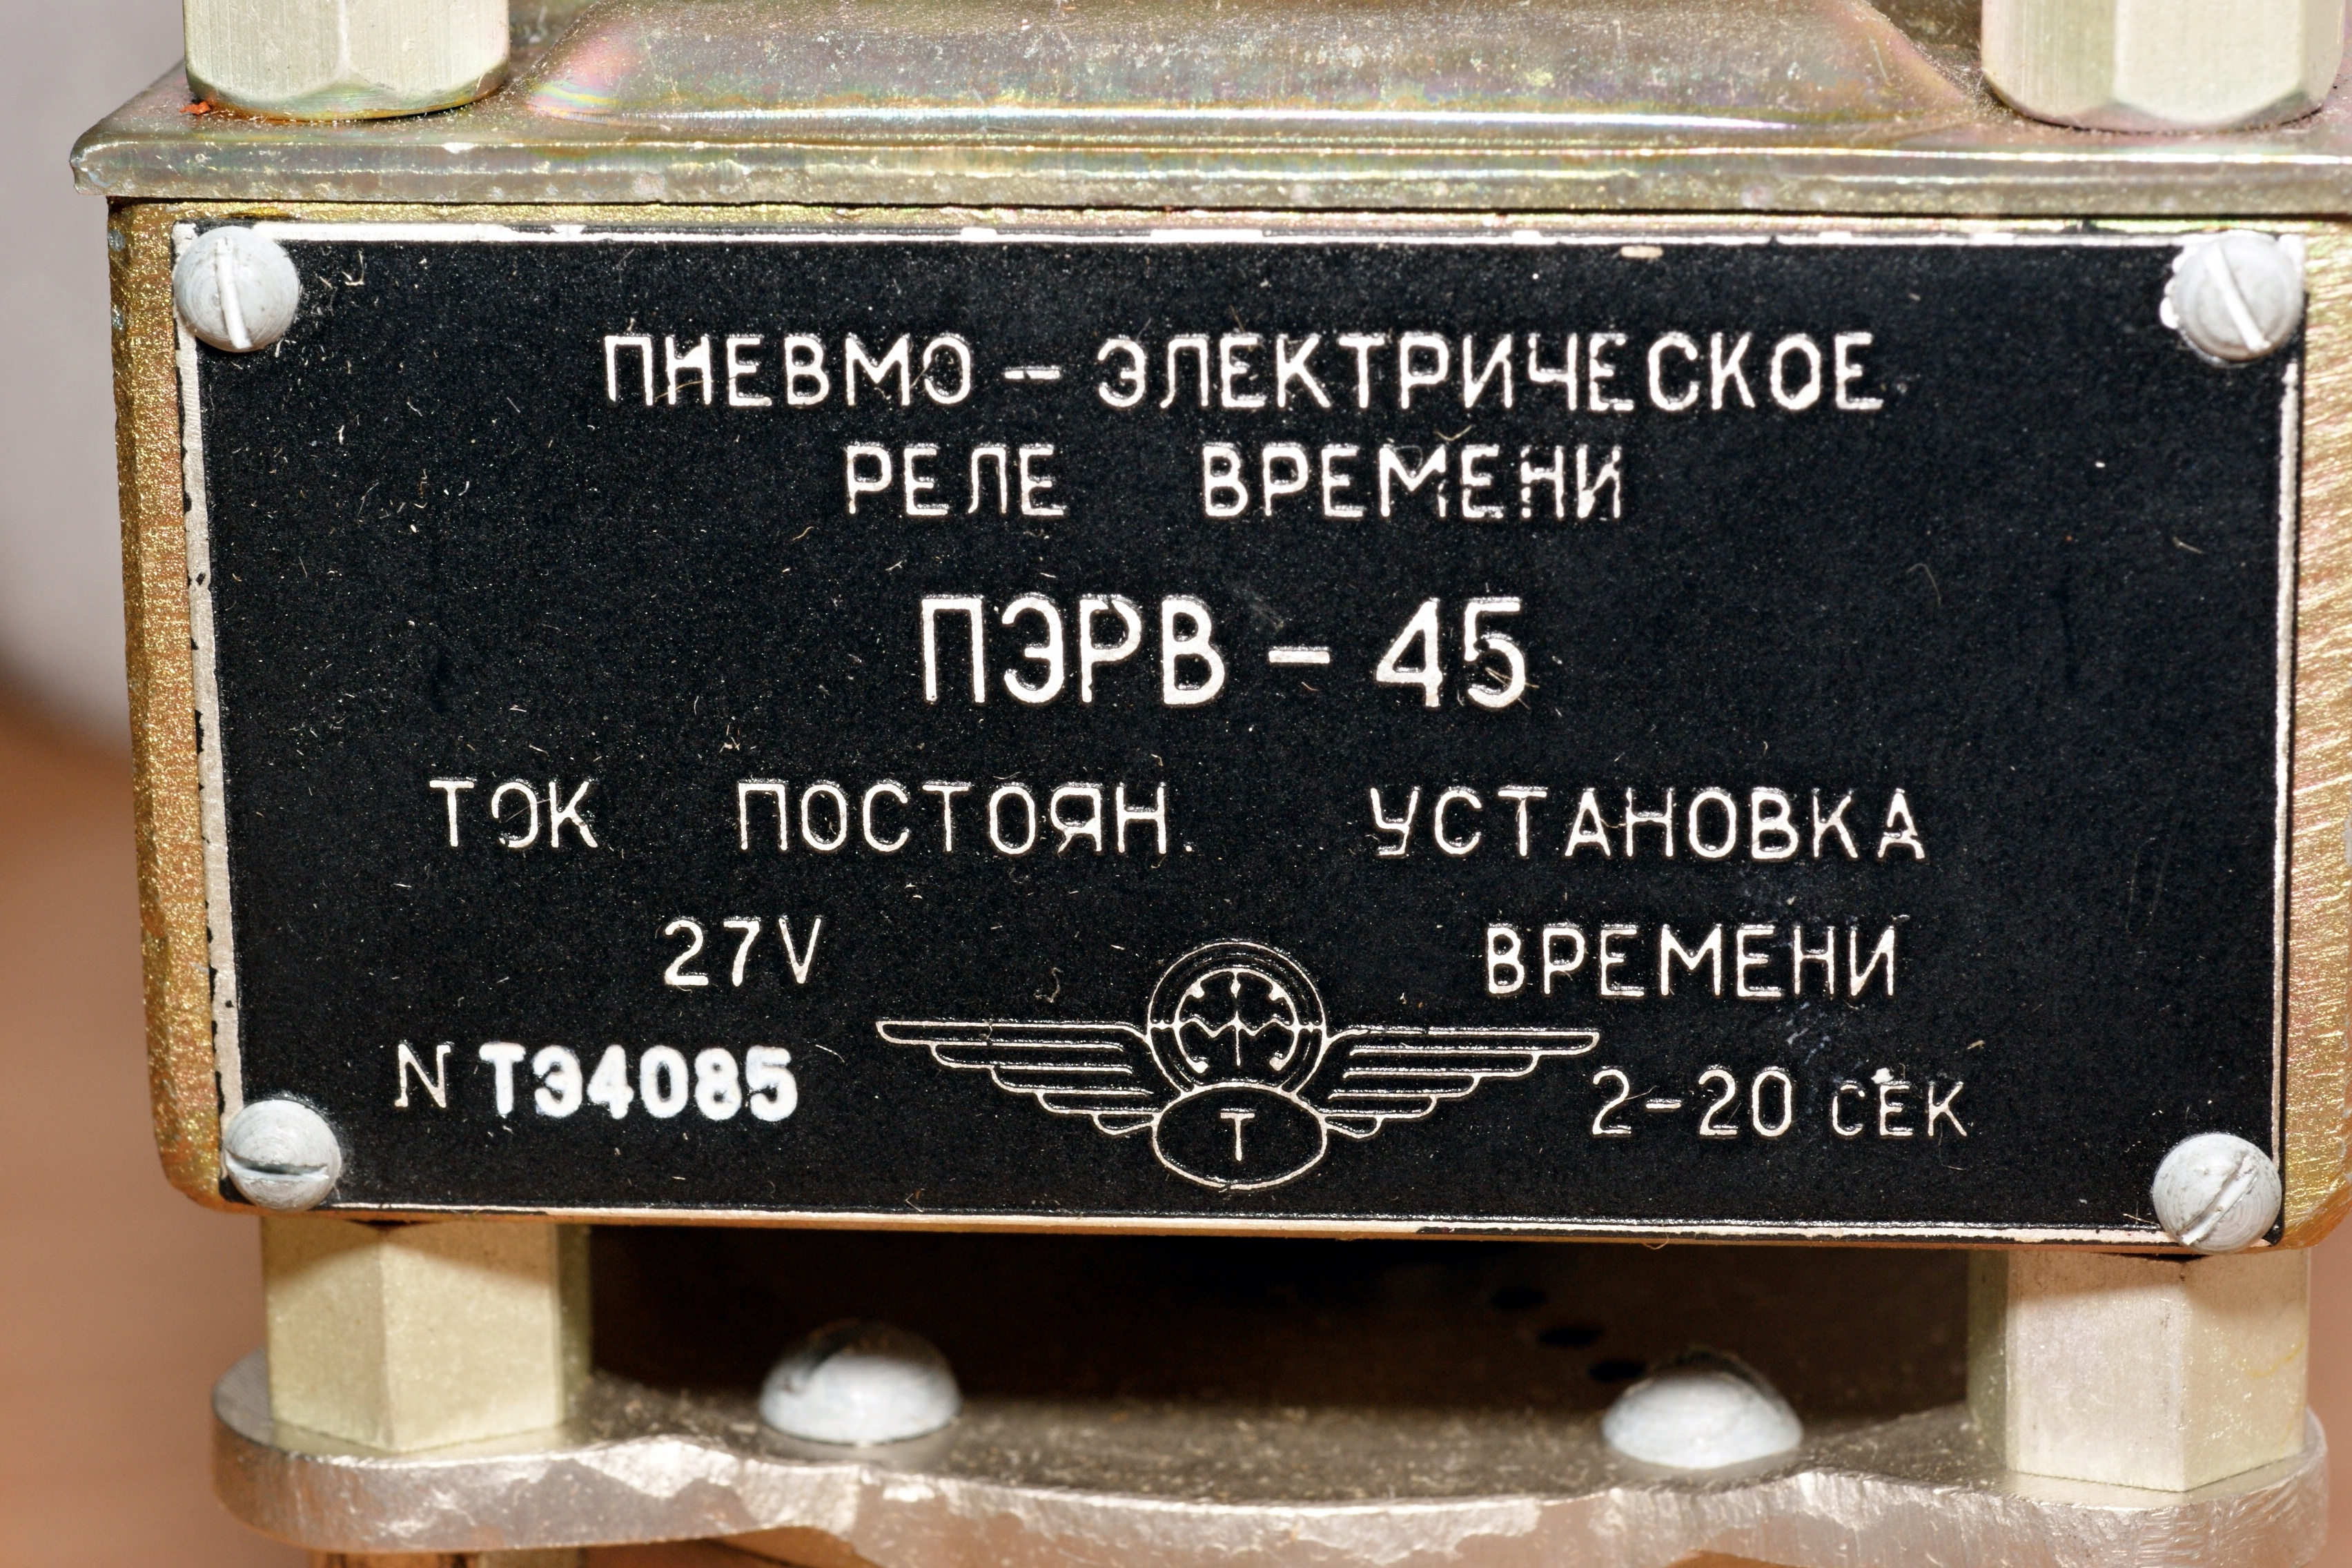 ПНЕВМО – ЭЛЕКТРИЧЕСКОЕ
РЕЛЕ ВРЕМЕНИ
ПЭРВ – 45
ТОК ПОСТОЯН.
27V
N ТЭ4085
УСТАНОВКА
ВРЕМЕНИ
2-20 СЕК
Т